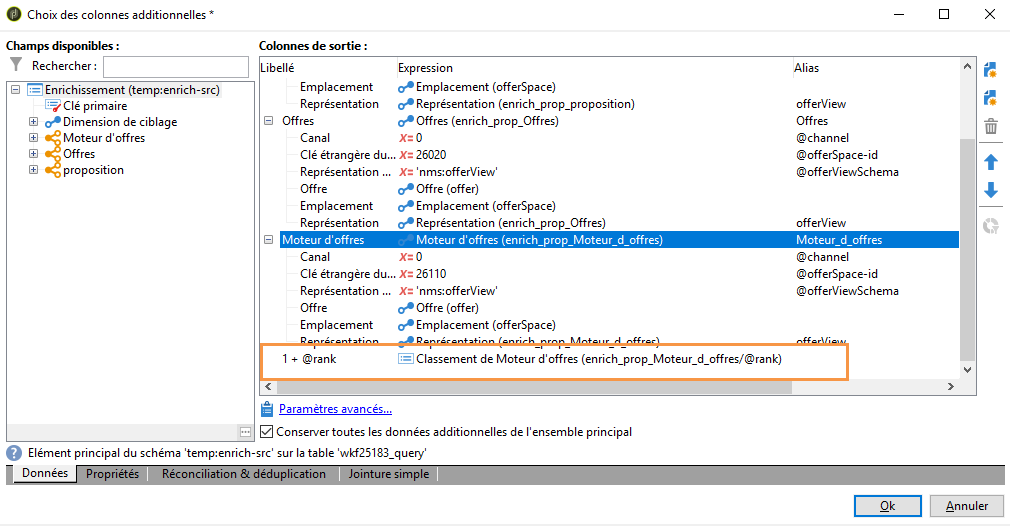 Choix des colonnes additionnelles *
Champs disponibles :
Rechercher :
Enrichissement (temp:enrich-src)
Clé primaire
Dimension de ciblage
Moteur d'offres
Offres
proposition
Colonnes de sortie :
Libellé Expression Alias
Emplacement Emplacement (offerSpace)
Représentation Représentation (enrich_prop_proposition) offerView
Offres Offres (enrich_prop_Offres) Offres
Canal X= 0 @channel
Clé étrangère du... X= 26020 @offerSpace-id
Représentation ... X= 'nms:offerView' @offerViewSchema
Offre Offre (offer)
Emplacement Emplacement (offerSpace)
Représentation Représentation (enrich_prop_Offres) offerView
Moteur d'offres Moteur d'offres (enrich_prop_Moteur_d_offres) Moteur_d_offres
Canal X= 0 @channel
Clé étrangère du... X= 26110 @offerSpace-id
Représentation ... X= 'nms:offerView' @offerViewSchema
Offre Offre (offer)
Emplacement Emplacement (offerSpace)
Représentation Représentation (enrich_prop_Moteur_d_offres) offerView
1 + @rank Classement de Moteur d'offres (enrich_prop_Moteur_d_offres/@rank)
Paramètres avancés...
Conserver toutes les données additionnelles de l'ensemble principal
Elément principal du schéma 'temp:enrich-src' sur la table 'wkf25183_query'
Données Propriétés Réconciliation & déduplication Jointure simple
Ok Annuler